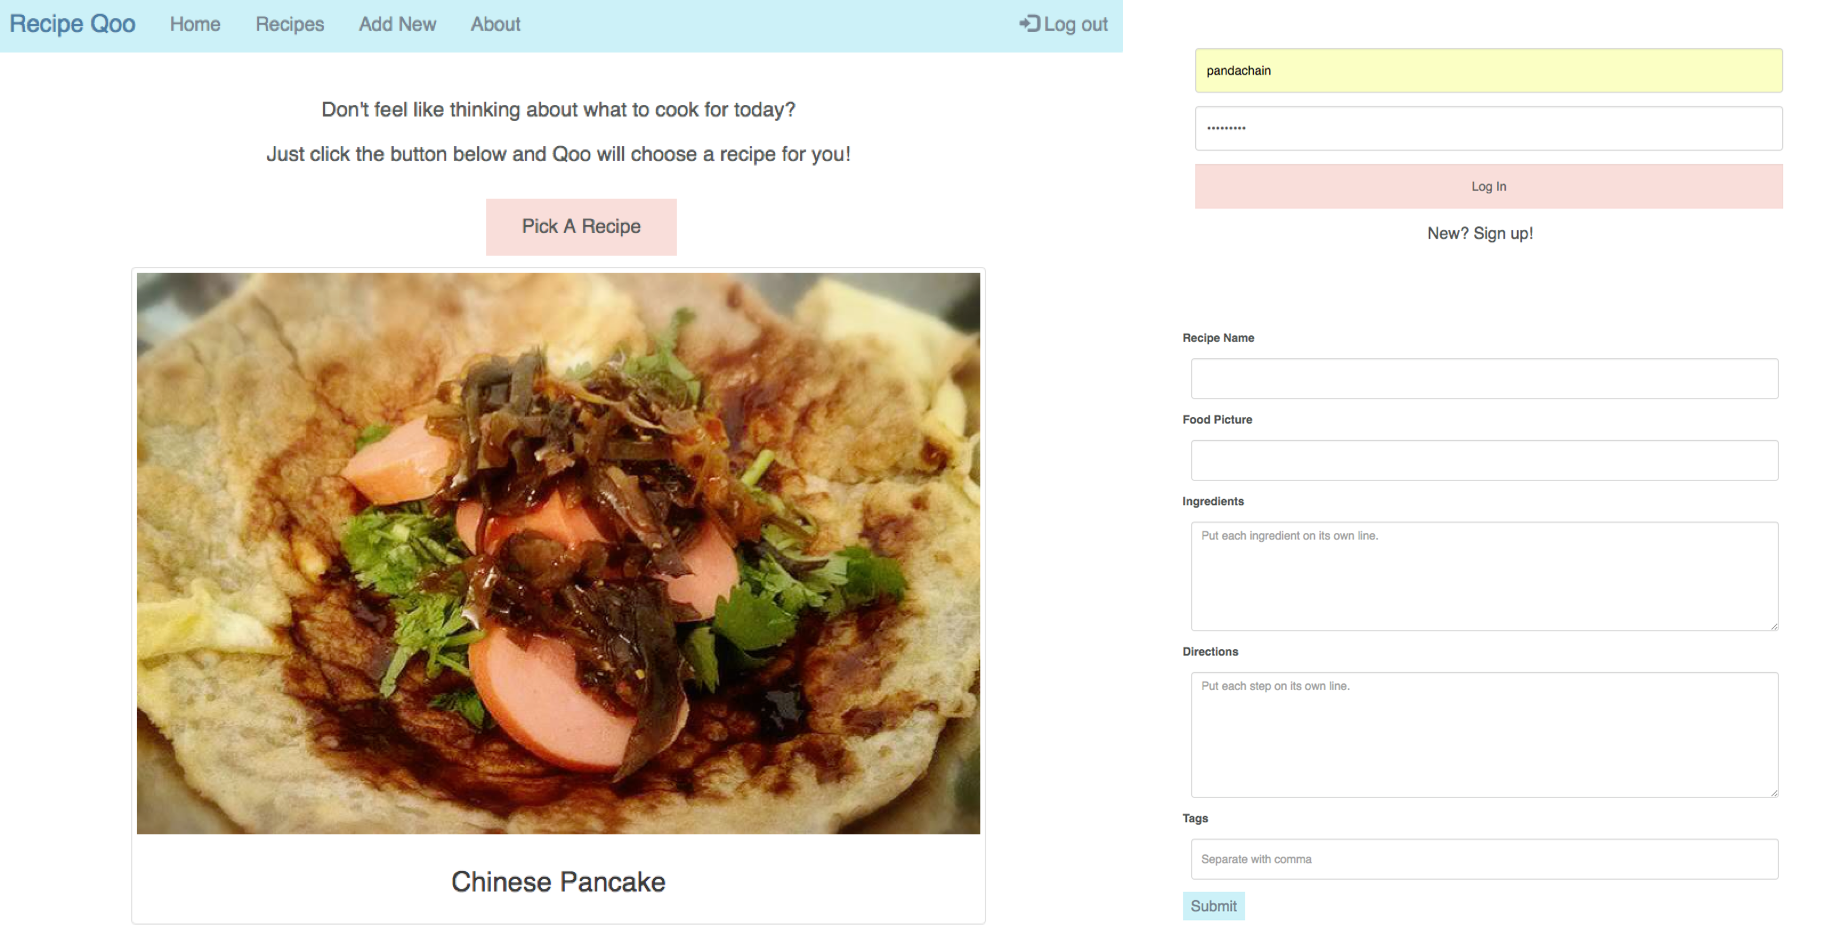 Recipe Qoo Home Recipes Add New About Log out
Don't feel like thinking about what to cook for today?
Just click the button below and Qoo will choose a recipe for you!
Pick A Recipe
Chinese Pancake
pandachain
•••••••••
Log In
New? Sign up!
Recipe Name
Food Picture
Ingredients
Put each ingredient on its own line.
Directions
Put each step on its own line.
Tags
Separate with comma
Submit